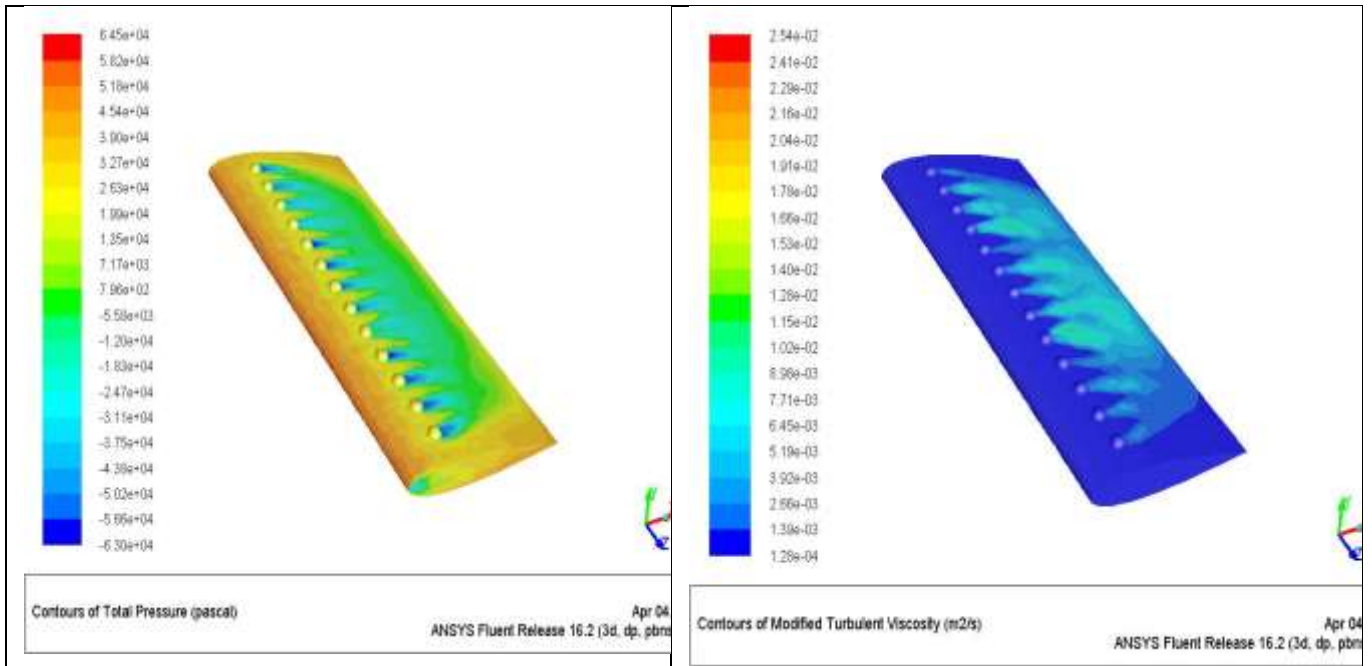 6.45e+04
5.82e+04
5.18e+04
4.54e+04
3.90e+04
3.27e+04
2.63e+04
1.99e+04
1.35e+04
7.17e+03
7.96e+02
-5.58e+03
-1.20e+04
-1.83e+04
-2.47e+04
-3.11e+04
-3.75e+04
-4.38e+04
-5.02e+04
-5.66e+04
-6.30e+04
Contours of Total Pressure (pascal)
Apr 04
ANSYS Fluent Release 16.2 (3d, dp, pbns
2.54e-02
2.41e-02
2.29e-02
2.16e-02
2.04e-02
1.91e-02
1.78e-02
1.66e-02
1.53e-02
1.40e-02
1.28e-02
1.15e-02
1.02e-02
8.98e-03
7.71e-03
6.45e-03
5.19e-03
3.92e-03
2.66e-03
1.39e-03
1.28e-04
Contours of Modified Turbulent Viscosity (m2/s)
Apr 04
ANSYS Fluent Release 16.2 (3d, dp, pbns